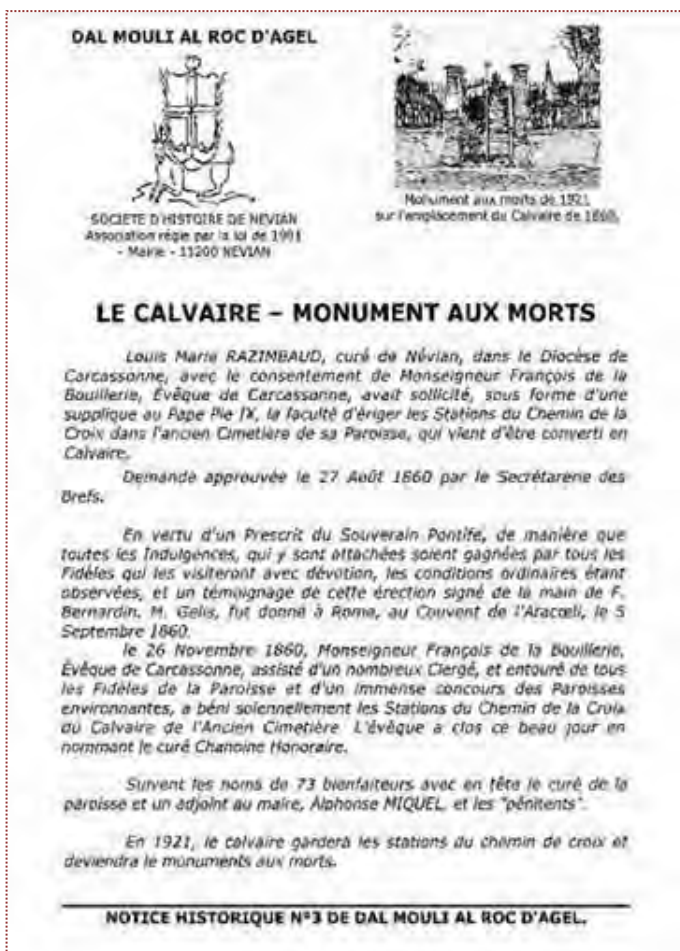 DAL MOULI AL ROC D'AGEL
SOCIETE D'HISTOIRE DE NEVIAN
Association régie par la loi de 1901
- Mairie - 11200 NEVIAN
Monument aux morts de 1921
sur l'emplacement du Calvaire de 1860.
LE CALVAIRE – MONUMENT AUX MORTS
Louis Marie RAZIMBAUD, curé de Névian, dans le Diocèse de
Carcassonne, avec le consentement de Monseigneur François de la
Bouillerie, Evêque de Carcassonne, avait sollicité, sous forme d'une
supplique au Pape Pie IX, la faculté d'ériger les Stations du Chemin de la
Croix dans l'ancien Cimetière de sa Paroisse, qui vient d'être converti en
Calvaire.
Demande approuvée le 27 Août 1860 par le Secrétarene des
Brefs.
En vertu d'un Prescrit du Souverain Pontife, de manière que
toutes les Indulgences, qui y sont attachées soient gagnées par tous les
Fidèles qui les visiteront avec dévotion, les conditions ordinaires étant
observées, et un témoignage de cette érection signé de la main de F.
Bernardin. M. Gelis, fut donné à Rome, au Couvent de l'Aracœli, le 5
Septembre 1860.
le 26 Novembre 1860, Monseigneur François de la Bouillerie,
Evêque de Carcassonne, assisté d'un nombreux Clergé, et entouré de tous
les Fidèles de la Paroisse et d'un immense concours des Paroisses
environnantes, a béni solennellement les Stations du Chemin de la Croix
du Calvaire de l'Ancien Cimetière. L'évêque a clos ce beau jour en
nommant le curé Chanoine Honoraire.
Suivent les noms de 73 bienfaiteurs avec en tête le curé de la
paroisse et un adjoint au maire, Alphonse MIQUEL, et les "pénitents".
En 1921, le calvaire gardera les stations du chemin de croix et
deviendra le monuments aux morts.
NOTICE HISTORIQUE N°3 DE DAL MOULI AL ROC D'AGEL.